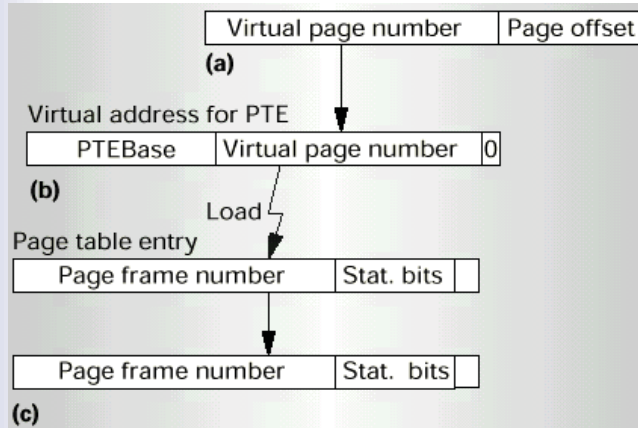 Virtual page number Page offset
(a)
Virtual address for PTE
PTEBase Virtual page number 0
(b)
Load
Page table entry
Page frame number Stat. bits
Page frame number Stat. bits
(c)